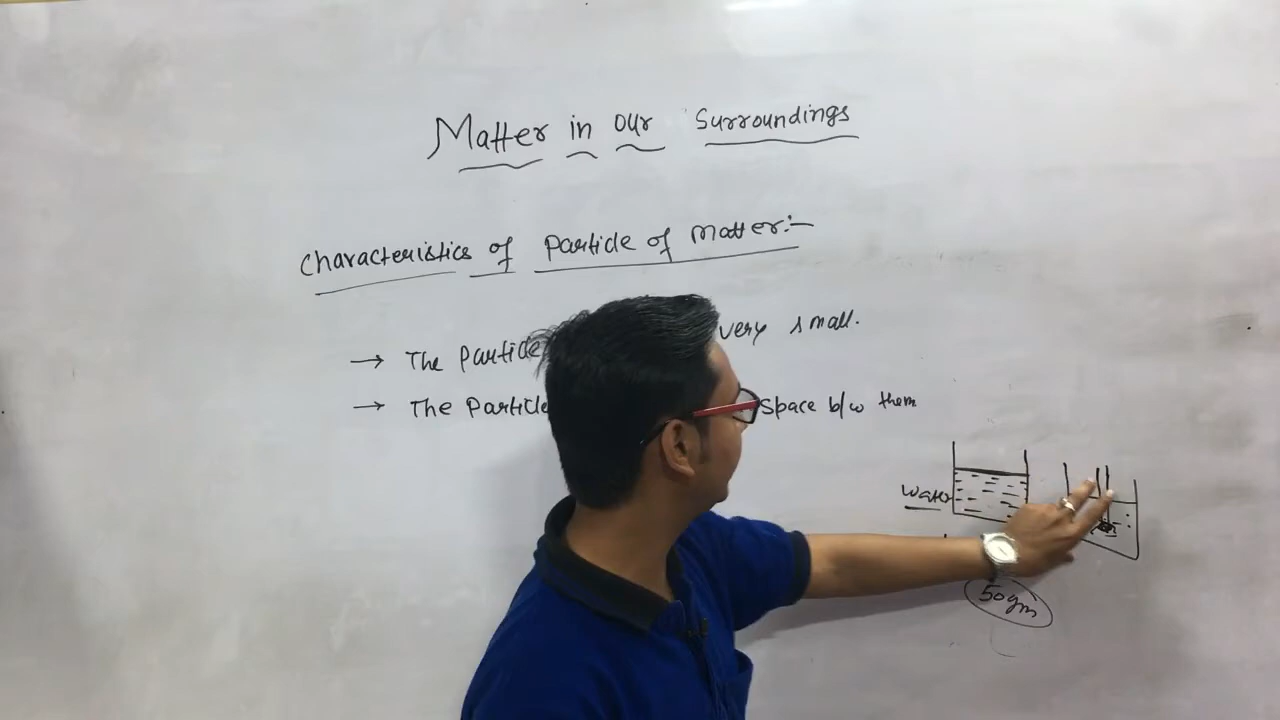 Matter in our Surroundings
Characteristics of Particle of Matter:-
→ The Particle very small.
→ The Particle space b/w them
Water
50gm